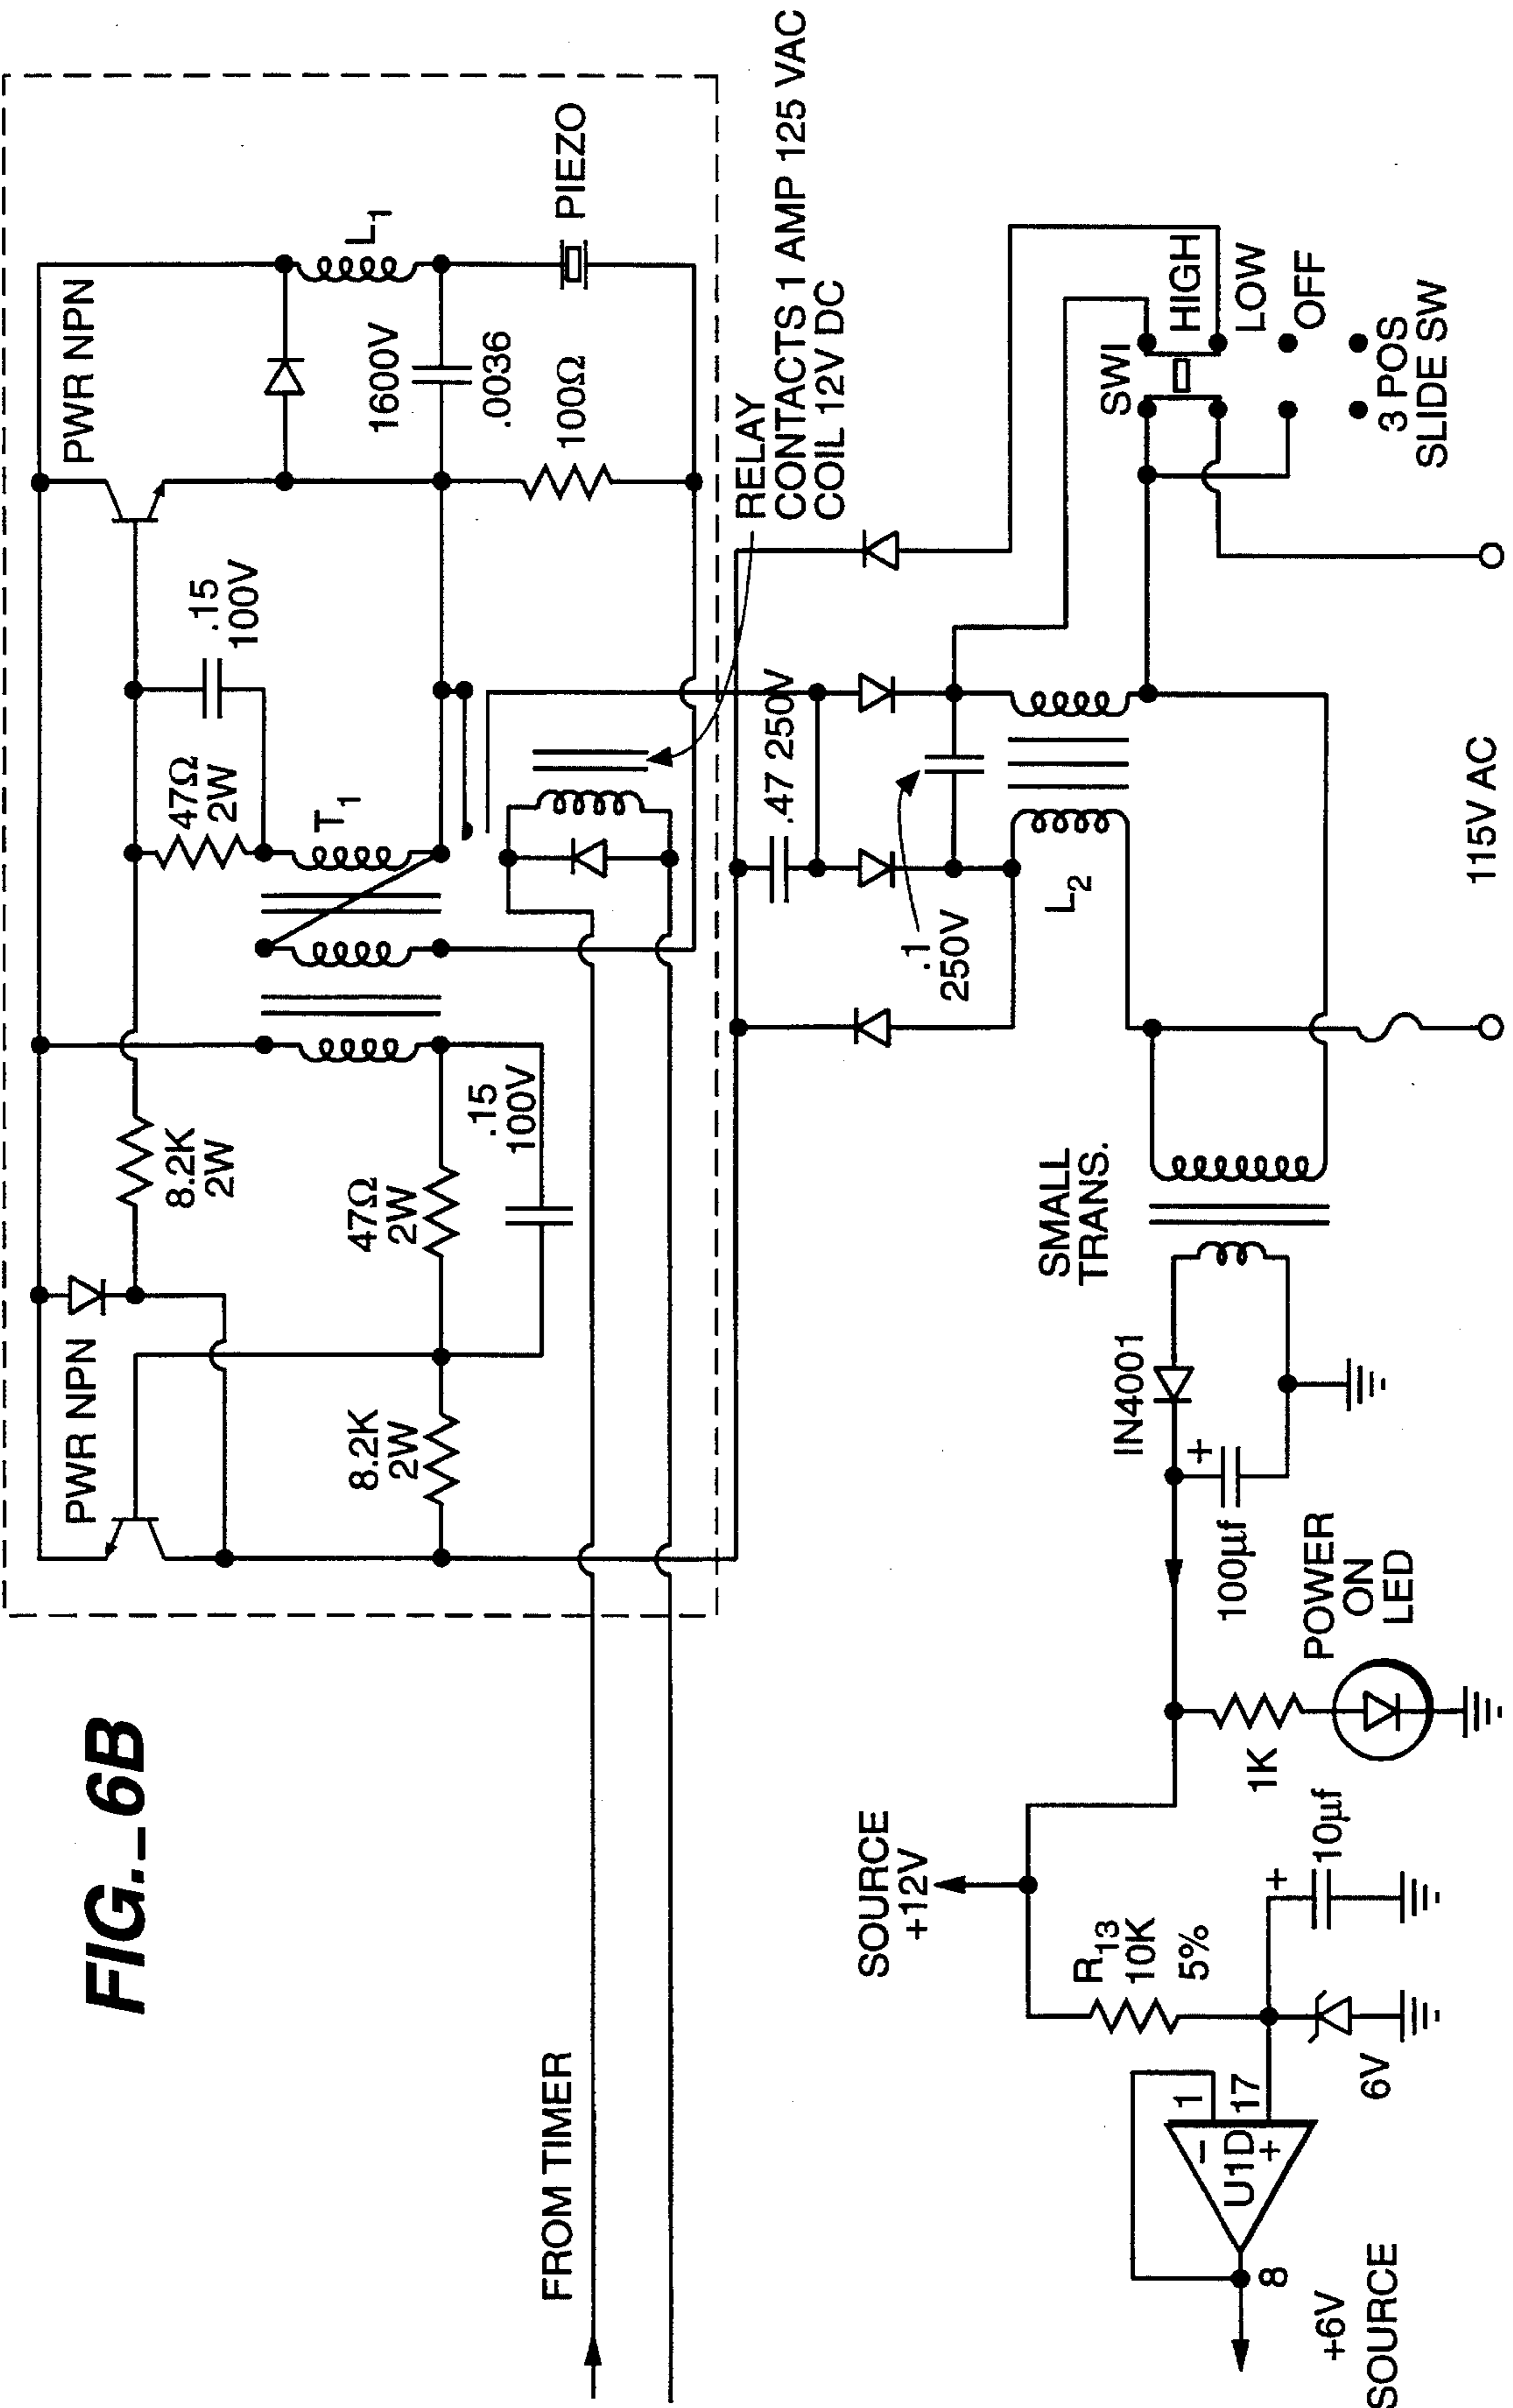 FIG._6B
FROM TIMER
PWR NPN
8.2K
2W
8.2K
2W
47Ω
2W
.15
100V
47Ω
2W
T1
.15
100V
PWR NPN
1600V
.0036
100Ω
L1
PIEZO
RELAY
CONTACTS 1 AMP 125 VAC
COIL 12V DC
.47 250V
.1
250V
L2
SWI
HIGH
LOW
OFF
3 POS
SLIDE SW
115V AC
SMALL
TRANS.
IN4001
+
100µf
POWER
ON
LED
1K
SOURCE
+12V
R13
10K
5%
+
10µf
6V
1
17
−
U1D
+
8
+6V
SOURCE